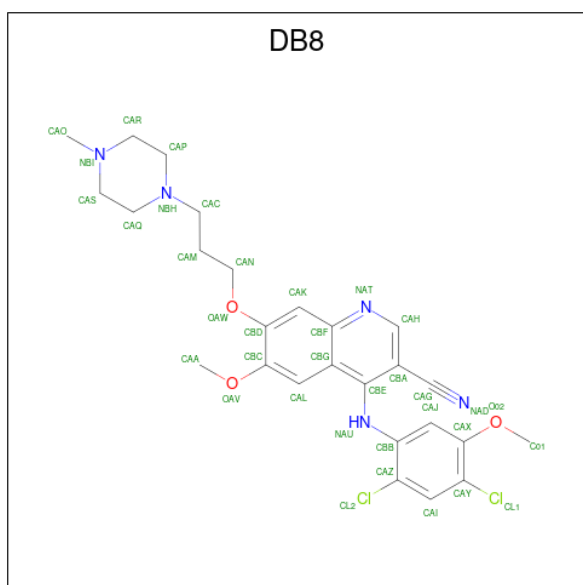 DB8
CAO
CAR
N
NBI
CAP
CAS
N
NBH
CAC
CAQ
CAM
CAN
O
OAW
CAK
NAT
N
CAH
CBD
CBF
CAA
CBC
CBG
CBA
O
OAV
CAL
CBE
CAG
CAJ
N
NAD
O02
HN
NAU
O
CAX
C01
CBB
CAZ
CAY
Cl
CL2
CAI
Cl
CL1